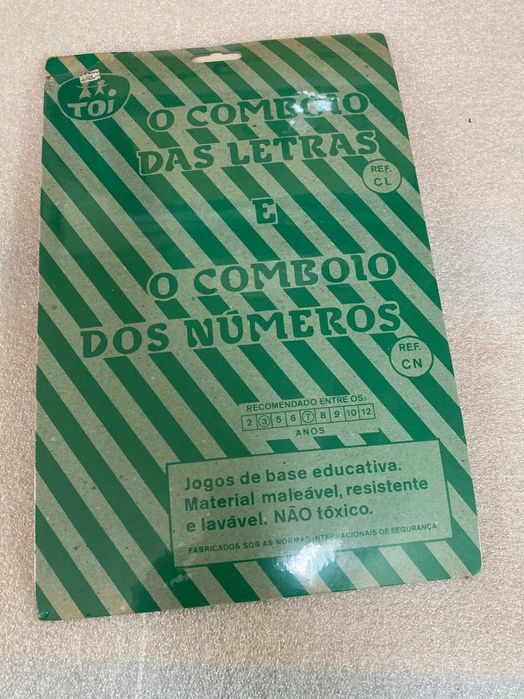 TOI
O COMBOIO
DAS LETRAS
REF.
CL
E
O COMBOIO
DOS NÚMEROS
REF.
CN
RECOMENDADO ENTRE OS:
2 3 5 6 7 8 9 10 12
ANOS
Jogos de base educativa.
Material maleável, resistente
e lavável. NÃO tóxico.
FABRICADOS SOB AS NORMAS INTERNACIONAIS DE SEGURANÇA